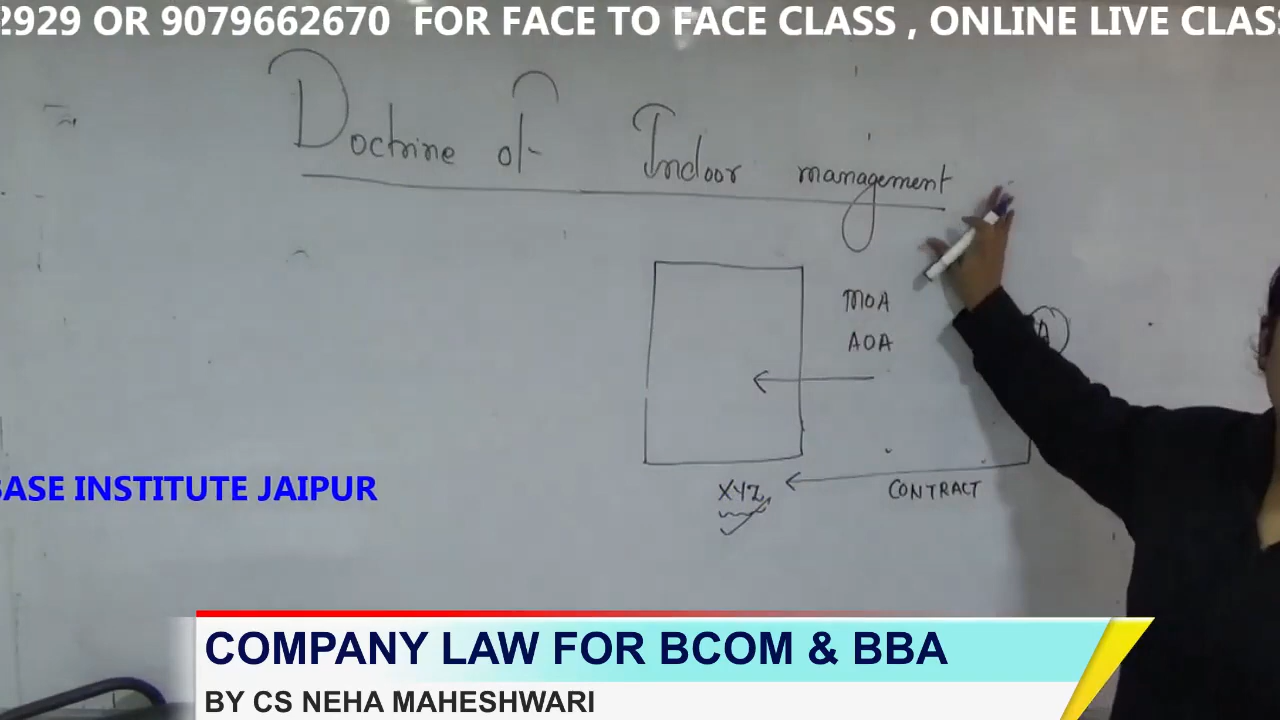 2929 OR 9079662670 FOR FACE TO FACE CLASS , ONLINE LIVE CLAS
Doctrine of Indoor management
MOA
AOA
A
XYZ
CONTRACT
BASE INSTITUTE JAIPUR
COMPANY LAW FOR BCOM & BBA
BY CS NEHA MAHESHWARI